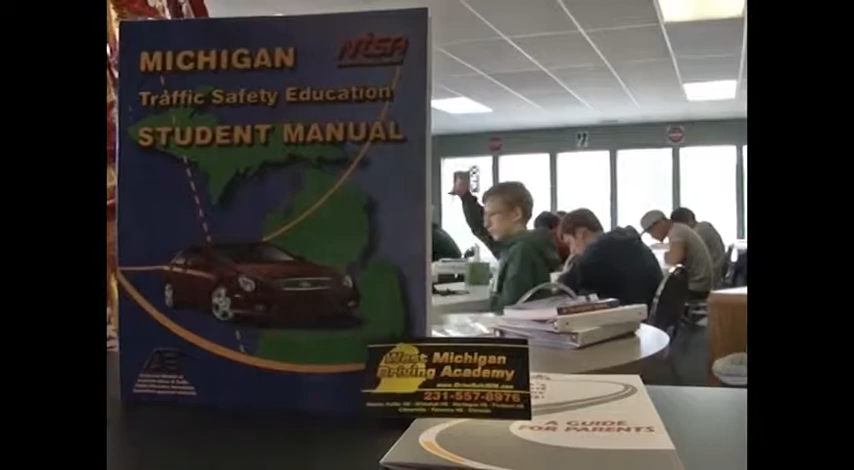 MICHIGAN
NTSA
Traffic Safety Education
STUDENT MANUAL
West Michigan
Driving Academy
231-557-8976
A GUIDE
FOR PARENTS